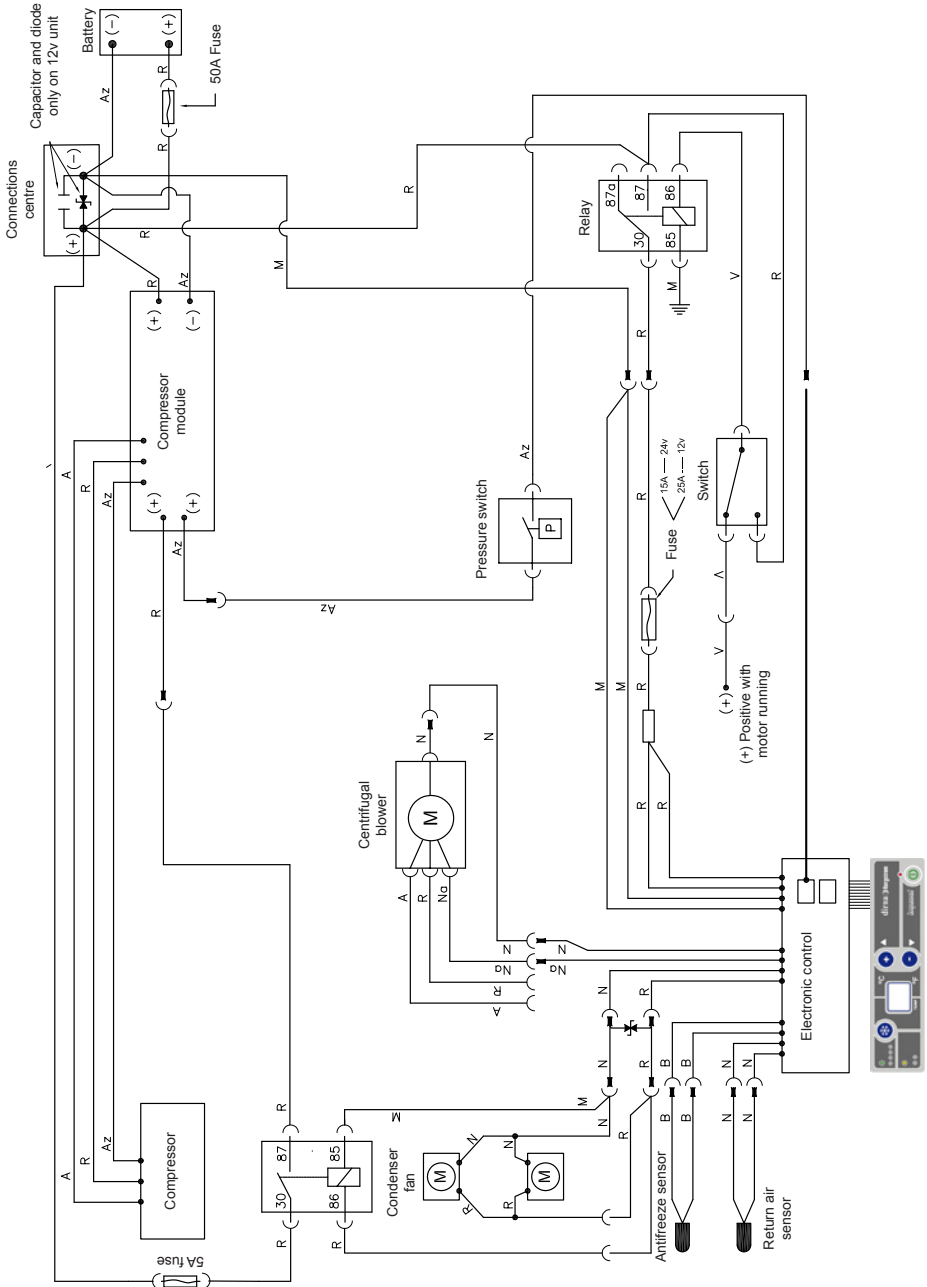 Connections
centre
(+)
(-)
Capacitor and diode
only on 12v unit
Battery
(-)
(+)
R
50A Fuse
R
Az
R
Az
R
M
R
Compressor
module
(+)
(-)
(+)
(+)
R
Az
A
R
Az
R
Az
Az
Pressure switch
P
Az
Relay
87a
87
86
30
85
M
R
V
R
Fuse
15A --- 24v
25A --- 12v
R
R
M
M
R
R
Switch
V
V
(+)
(+) Positive with
motor running
Centrifugal
blower
M
A
R
Na
N
N
N
Na
R
A
N
Na
Compressor
A
R
Az
5A fuse
R
R
30
87
86
85
R
M
R
Condenser
fan
M
M
N
R
N
R
M
N
R
N
R
N
R
Antifreeze sensor
B
B
B
B
Return air
sensor
N
N
N
N
Electronic control
dirna Bergstrom
°C
°F